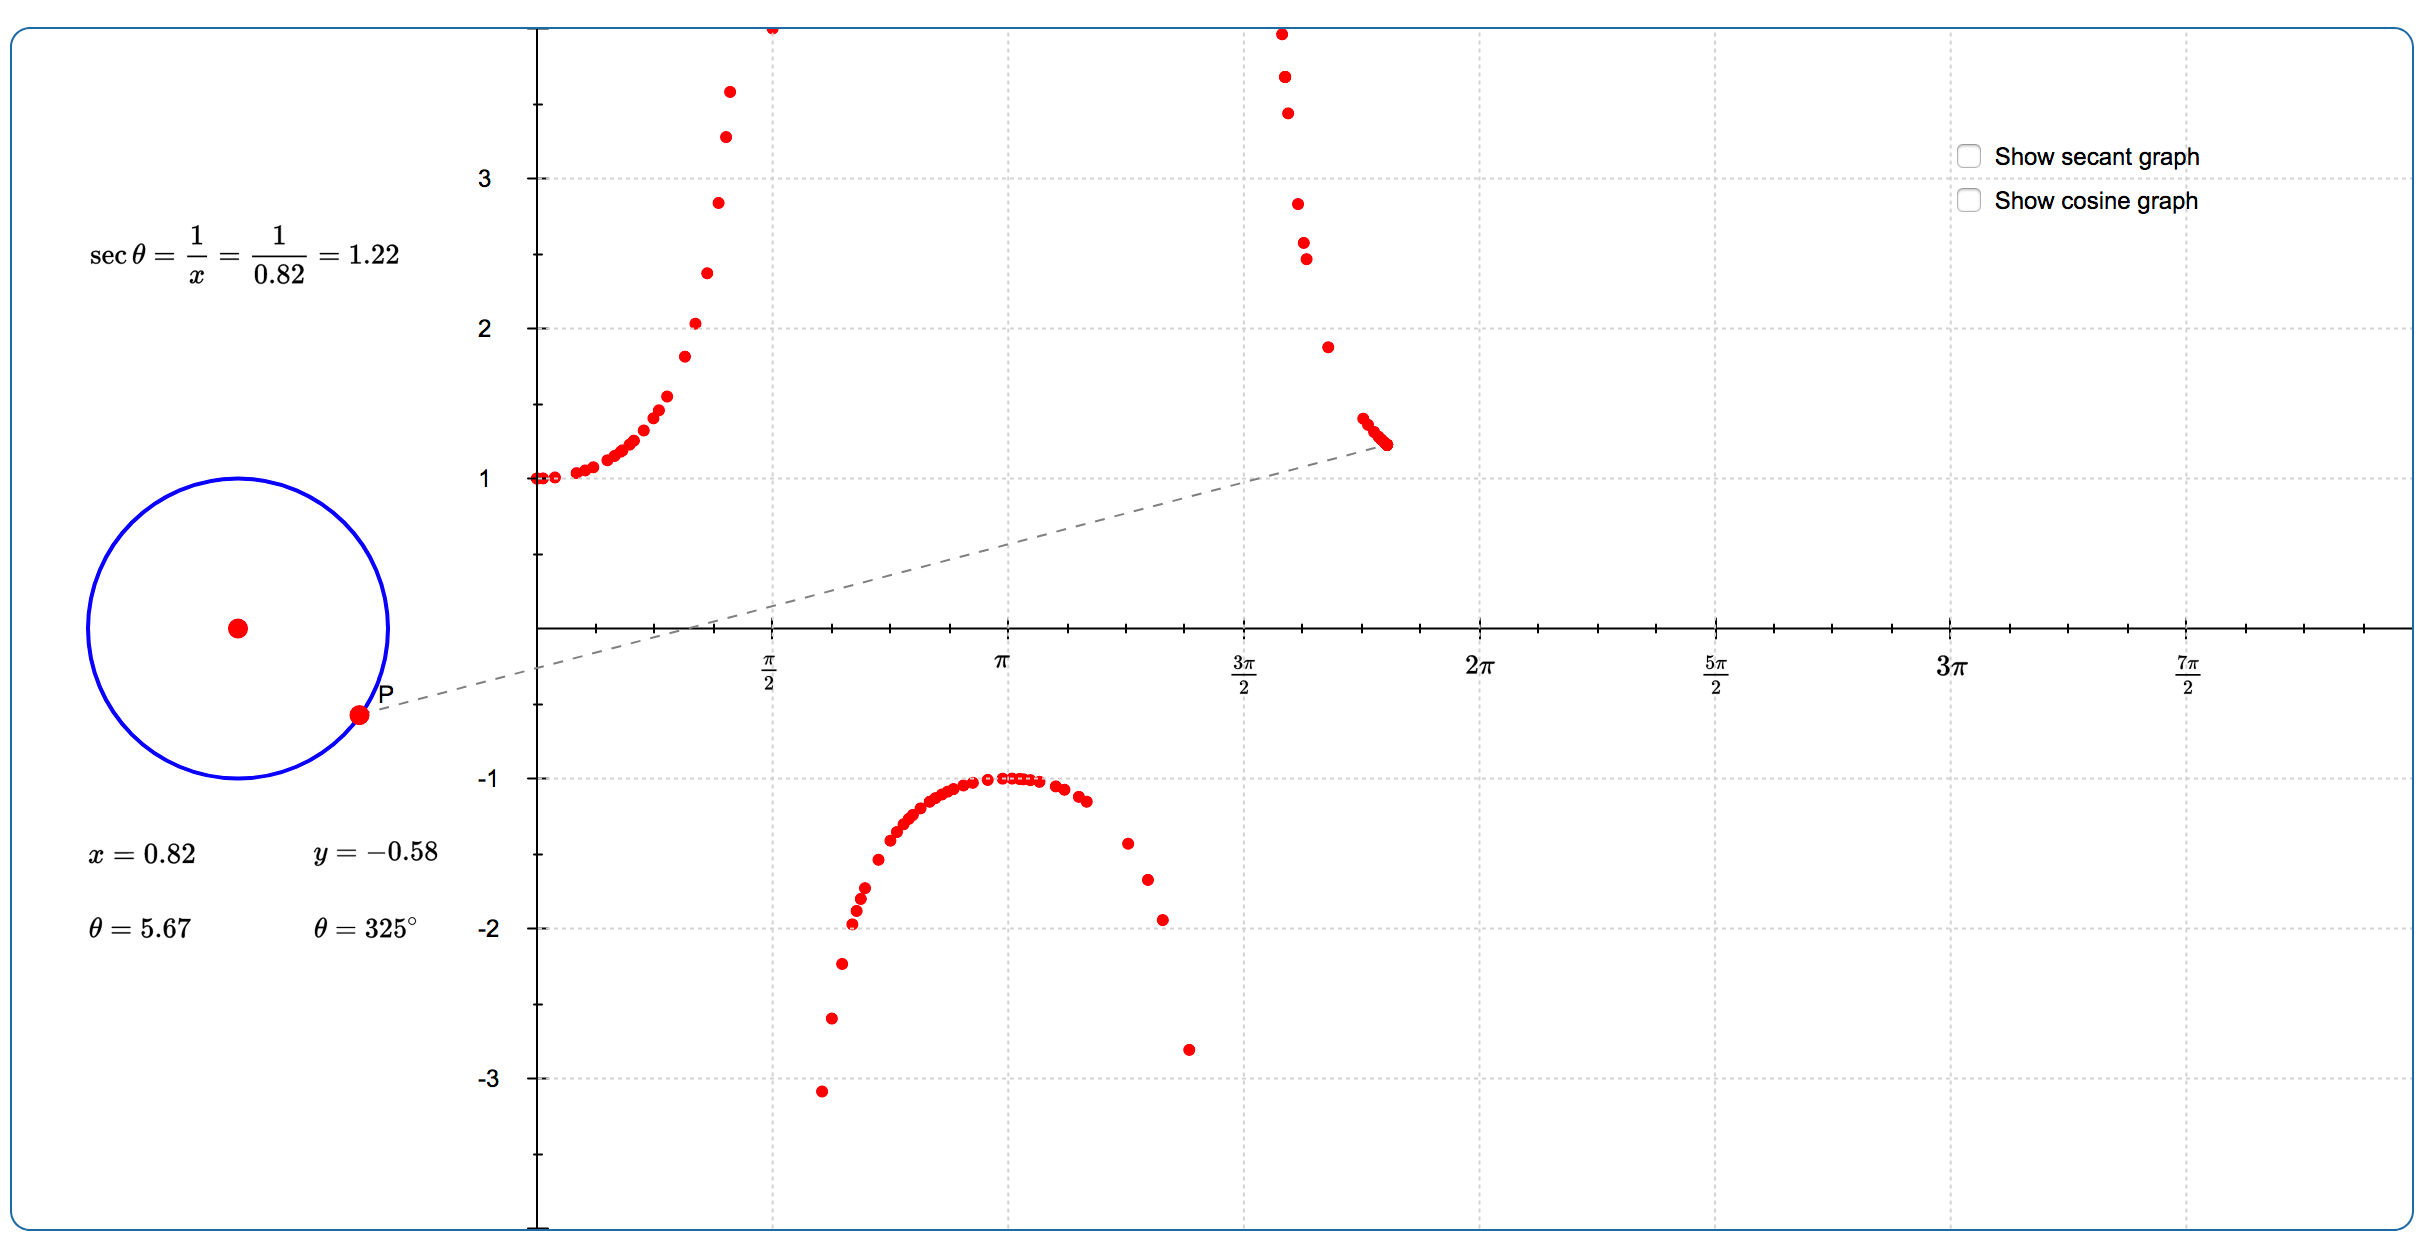 3
Show secant graph
Show cosine graph
sec θ = 1/x = 1/0.82 = 1.22
2
1
π/2 π 3π/2 2π 5π/2 3π 7π/2
P
-1
x = 0.82 y = −0.58
θ = 5.67 θ = 325°
-2
-3